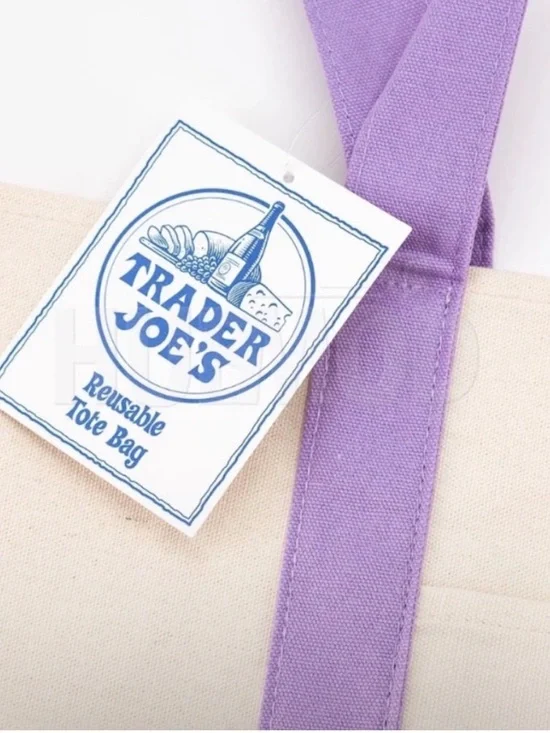 TRADER
JOE'S
Reusable
Tote Bag